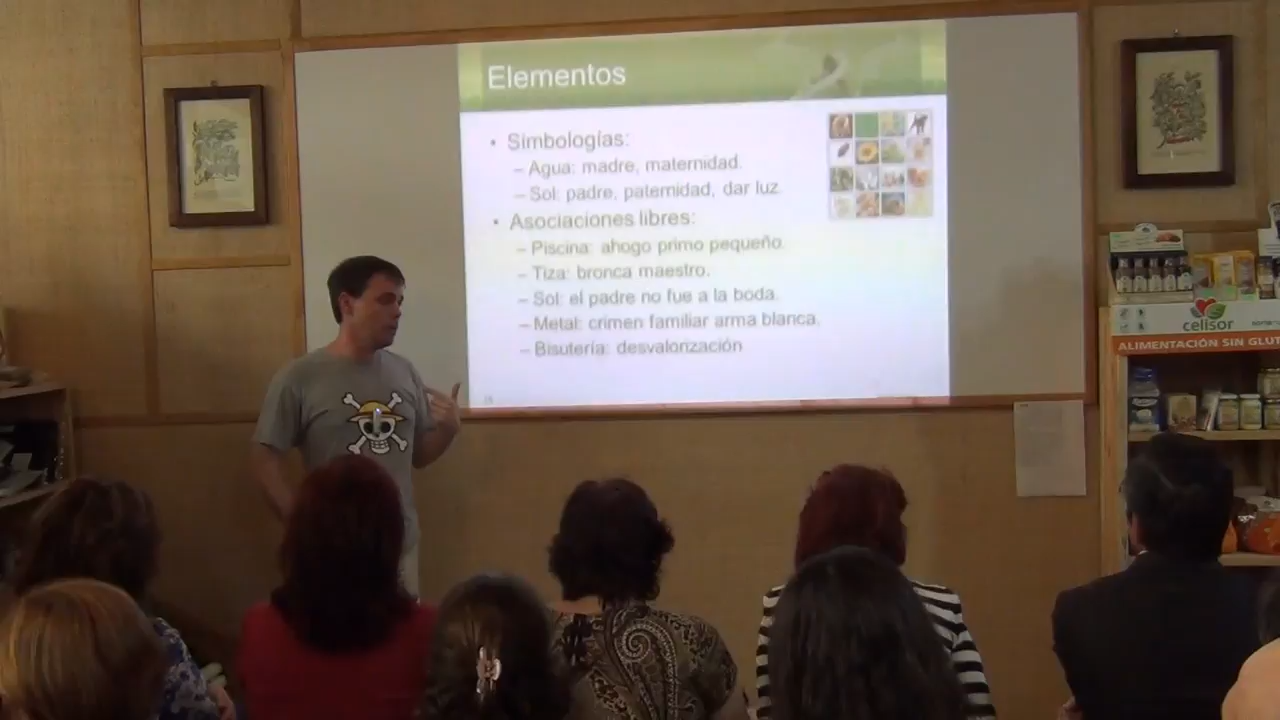 Elementos
• Simbologías:
– Agua: madre, maternidad.
– Sol: padre, paternidad, dar luz.
• Asociaciones libres:
– Piscina: ahogo primo pequeño.
– Tiza: bronca maestro.
– Sol: el padre no fue a la boda.
– Metal: crimen familiar arma blanca.
– Bisutería: desvalorización
celisor
ALIMENTACIÓN SIN GLUT